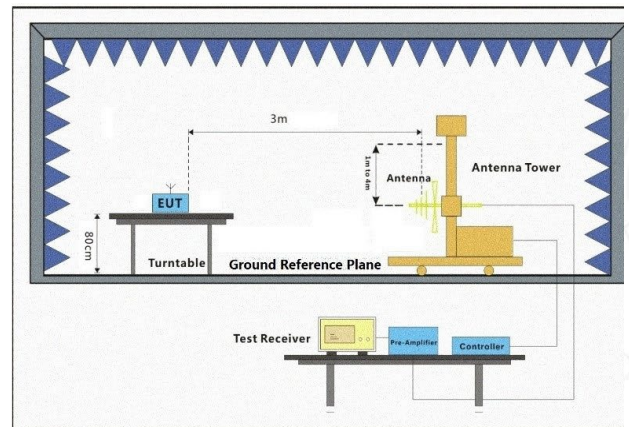 3m
1m to 4m
Antenna
Antenna Tower
EUT
80cm
Turntable
Ground Reference Plane
Test Receiver
Pre-Amplifier
Controller